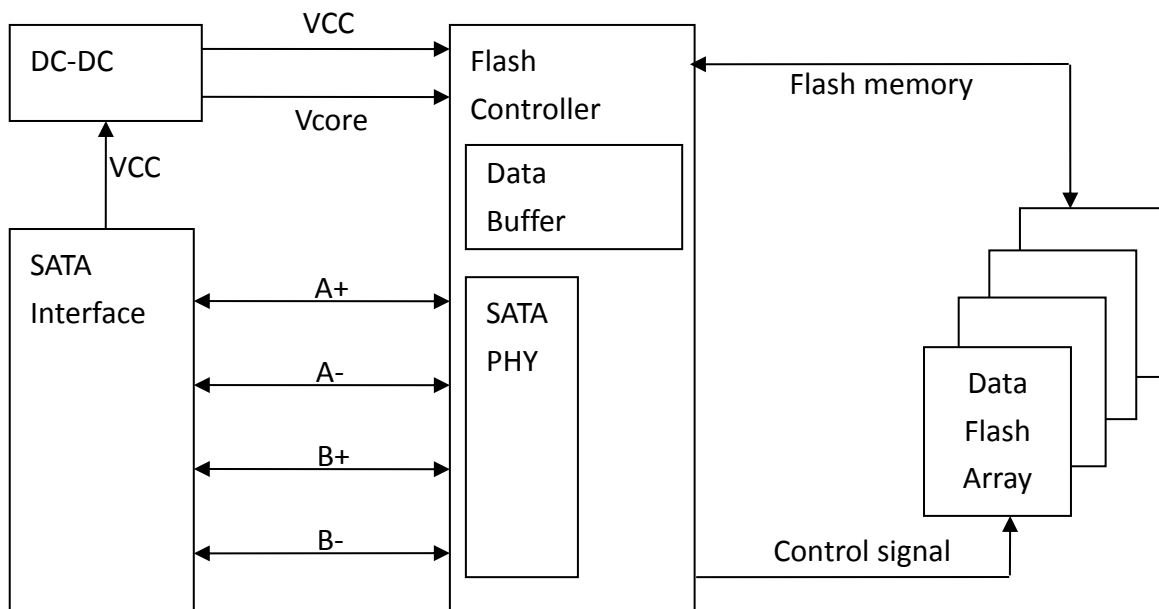 DC-DC
VCC
Vcore
VCC
SATA
Interface
A+
A-
B+
B-
Flash
Controller
Data
Buffer
SATA
PHY
Flash memory
Data
Flash
Array
Control signal